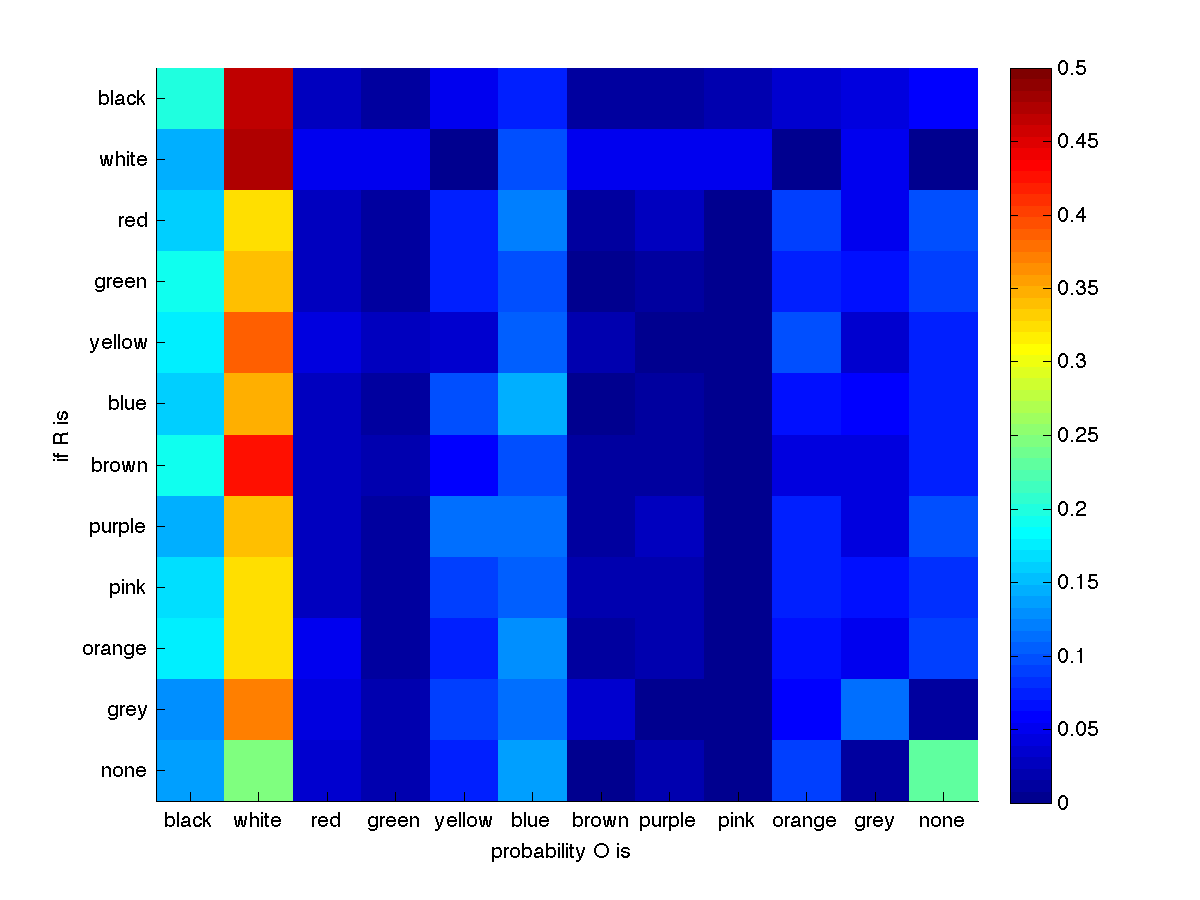 black
white
red
green
yellow
blue
brown
purple
pink
orange
grey
none
if R is
black white red green yellow blue brown purple pink orange grey none
probability O is
0.5
0.45
0.4
0.35
0.3
0.25
0.2
0.15
0.1
0.05
0